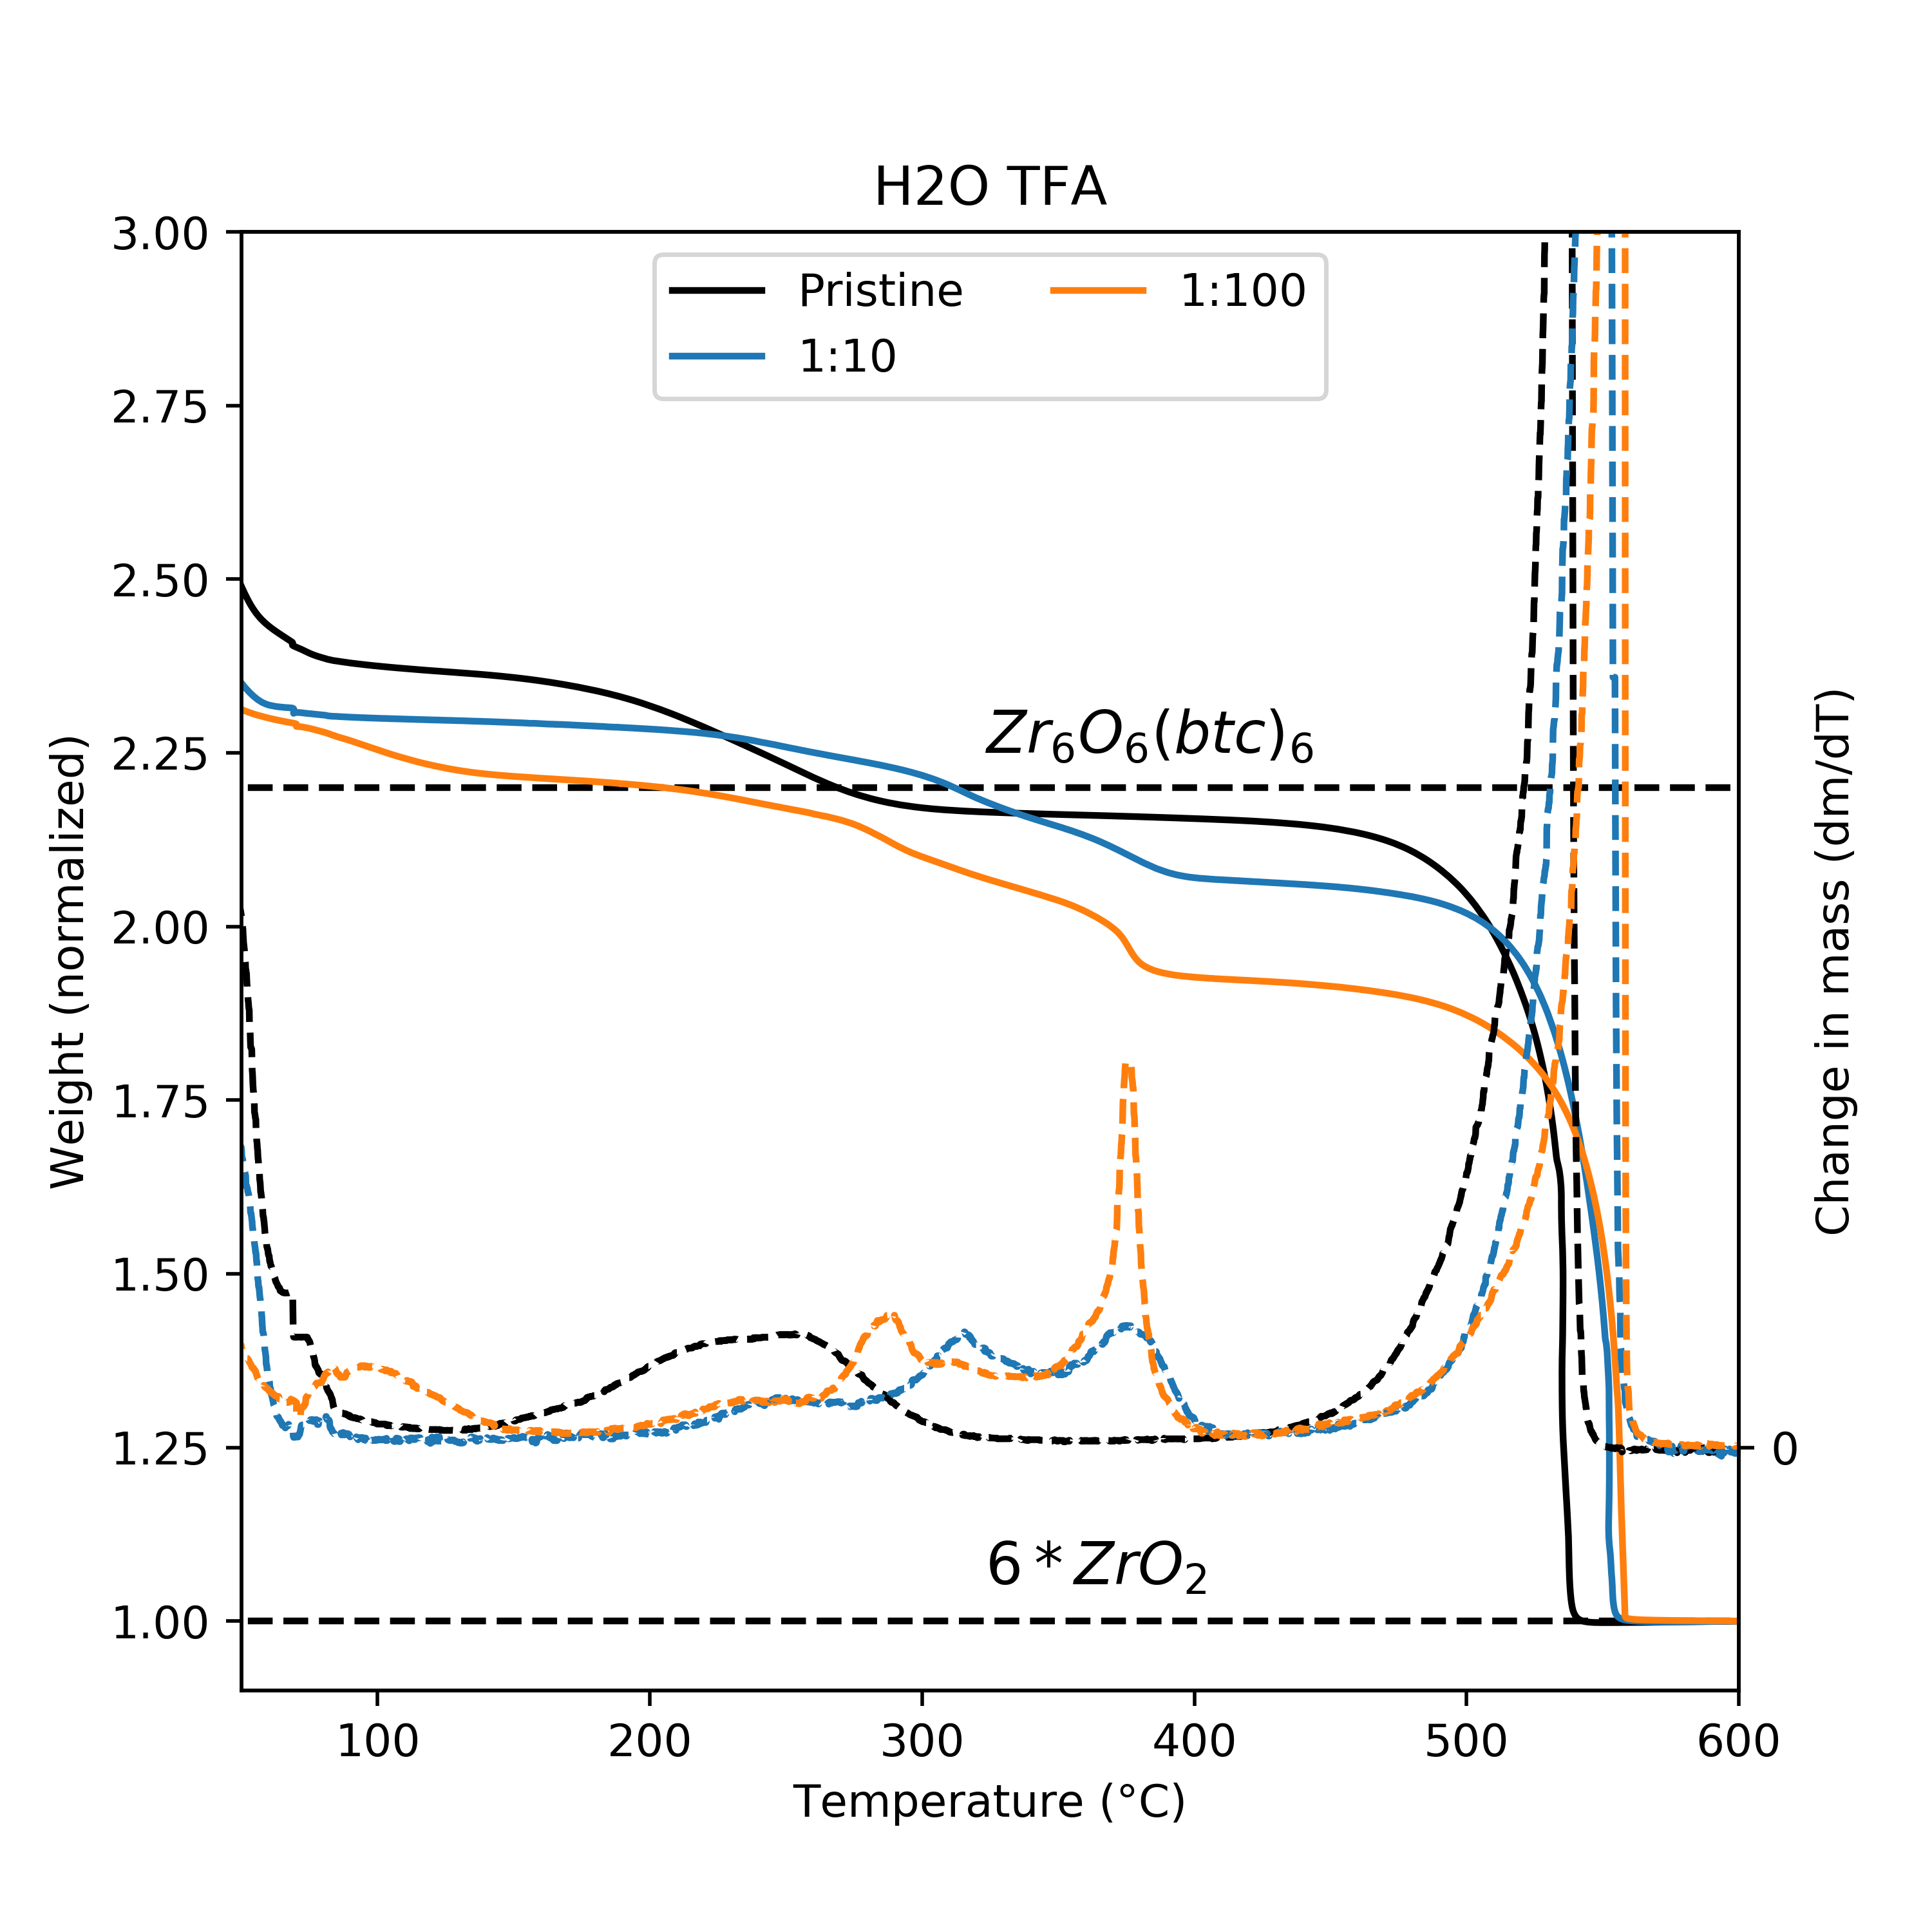 H2O TFA
3.00
2.75
2.50
2.25
2.00
1.75
1.50
1.25
1.00
Weight (normalized)
Pristine
1:10
1:100
Zr₆O₆(btc)₆
6 * ZrO₂
Change in mass (dm/dT)
0
100 200 300 400 500 600
Temperature (°C)